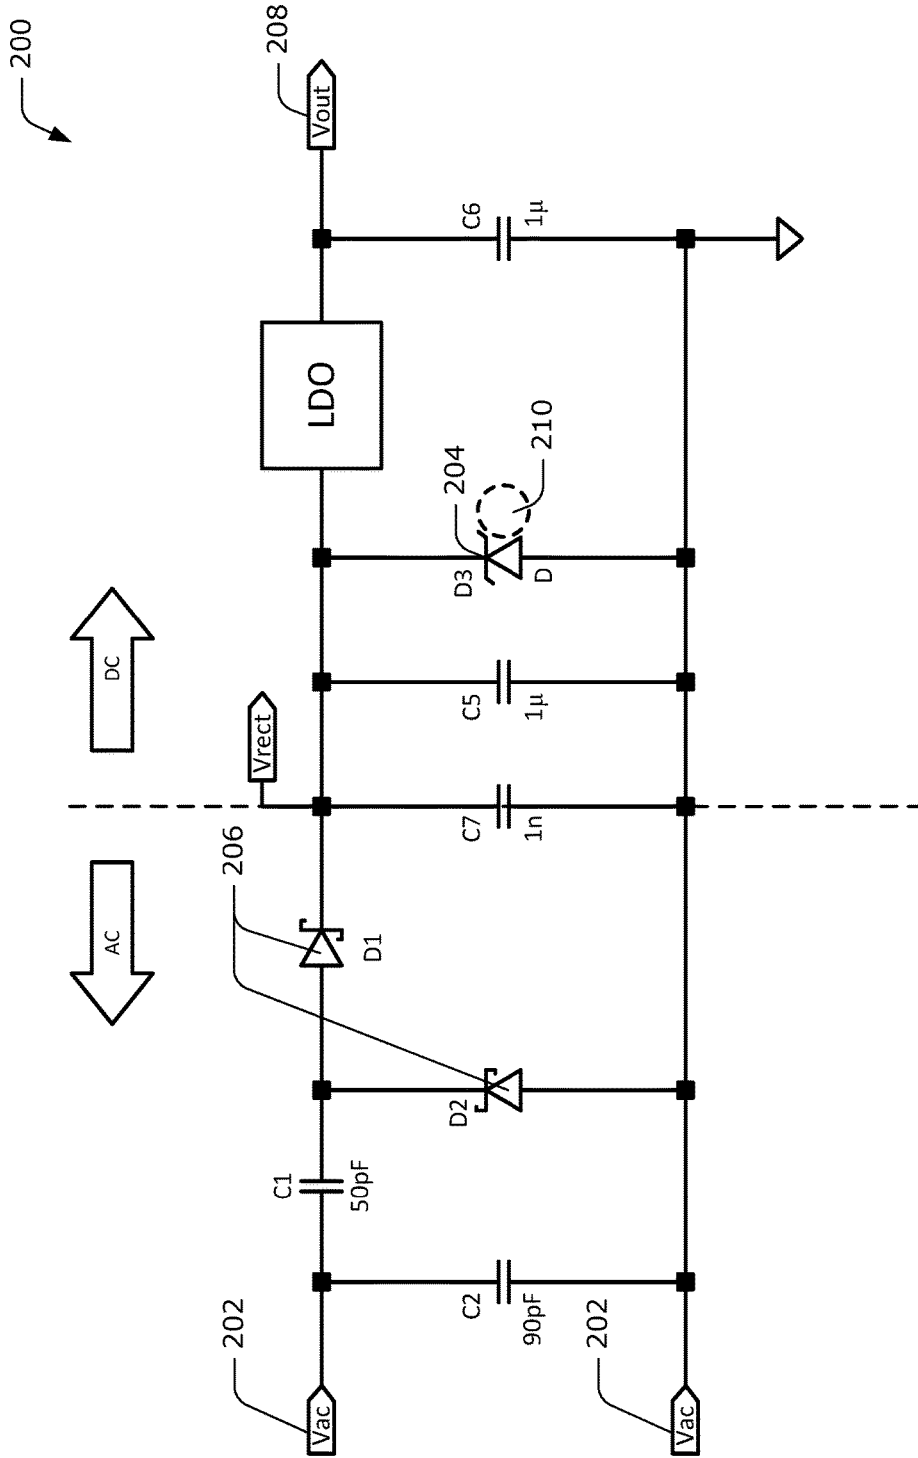 200
AC
DC
206
Vrect
208
202
Vac
C1
50pF
D1
LDO
Vout
C2
90pF
D2
C7
1n
C5
1µ
D3
D
204
210
C6
1µ
202
Vac